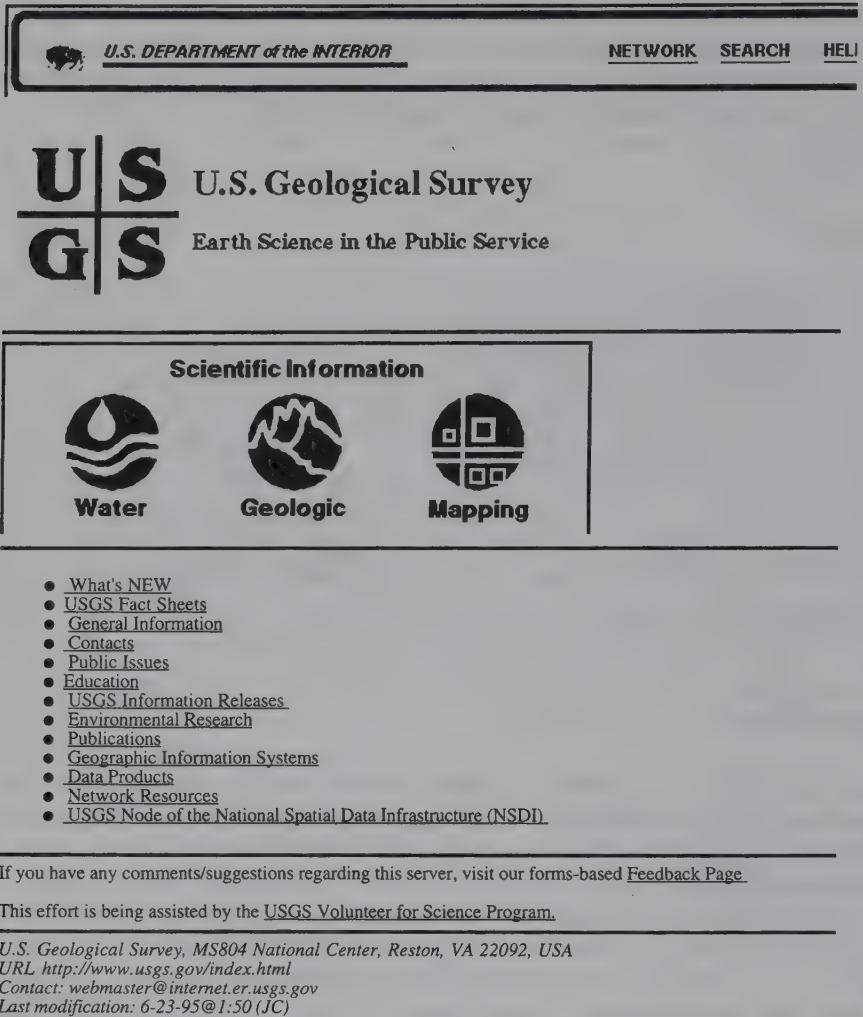 U.S. DEPARTMENT of the INTERIOR NETWORK SEARCH HEL
U S
G S
U.S. Geological Survey
Earth Science in the Public Service
Scientific Information
Water Geologic Mapping
What's NEW
USGS Fact Sheets
General Information
Contacts
Public Issues
Education
USGS Information Releases
Environmental Research
Publications
Geographic Information Systems
Data Products
Network Resources
USGS Node of the National Spatial Data Infrastructure (NSDI)
If you have any comments/suggestions regarding this server, visit our forms-based Feedback Page
This effort is being assisted by the USGS Volunteer for Science Program.
U.S. Geological Survey, MS804 National Center, Reston, VA 22092, USA
URL http://www.usgs.gov/index.html
Contact: webmaster@internet.er.usgs.gov
Last modification: 6-23-95@1:50 (JC)